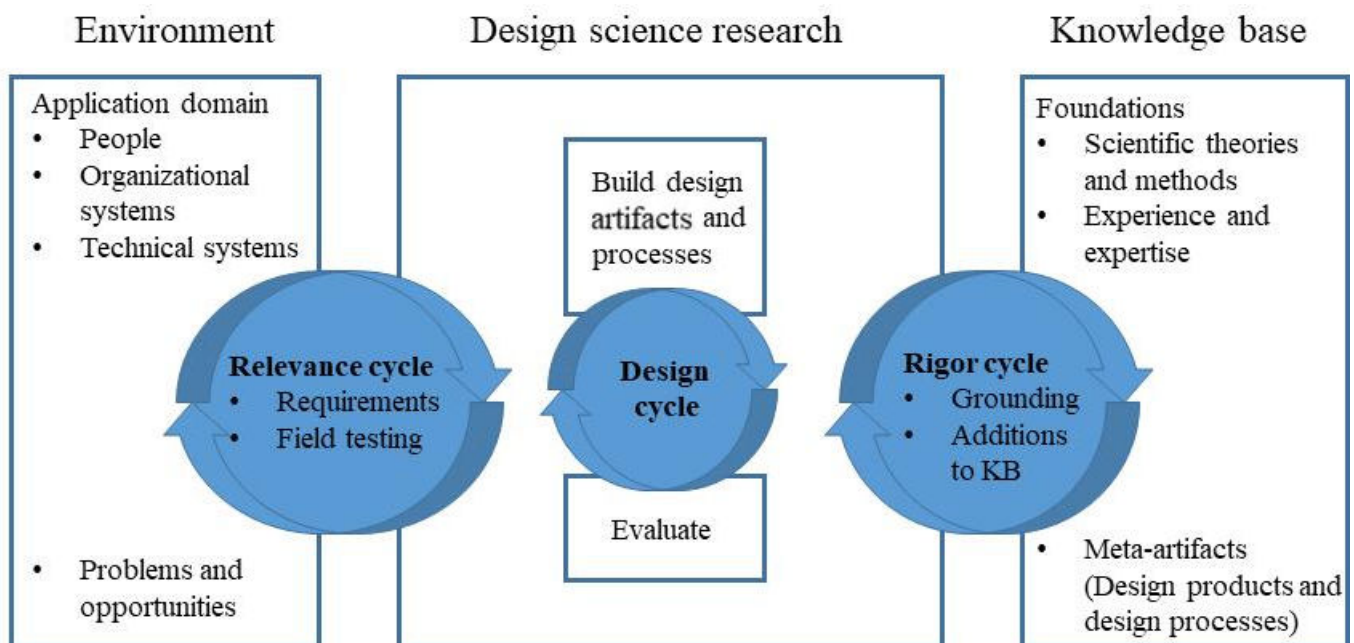 Environment
Design science research
Knowledge base
Application domain
• People
• Organizational
systems
• Technical systems
• Problems and
opportunities
Relevance cycle
• Requirements
• Field testing
Build design
artifacts and
processes
Design
cycle
Evaluate
Rigor cycle
• Grounding
• Additions
to KB
Foundations
• Scientific theories
and methods
• Experience and
expertise
• Meta-artifacts
(Design products and
design processes)